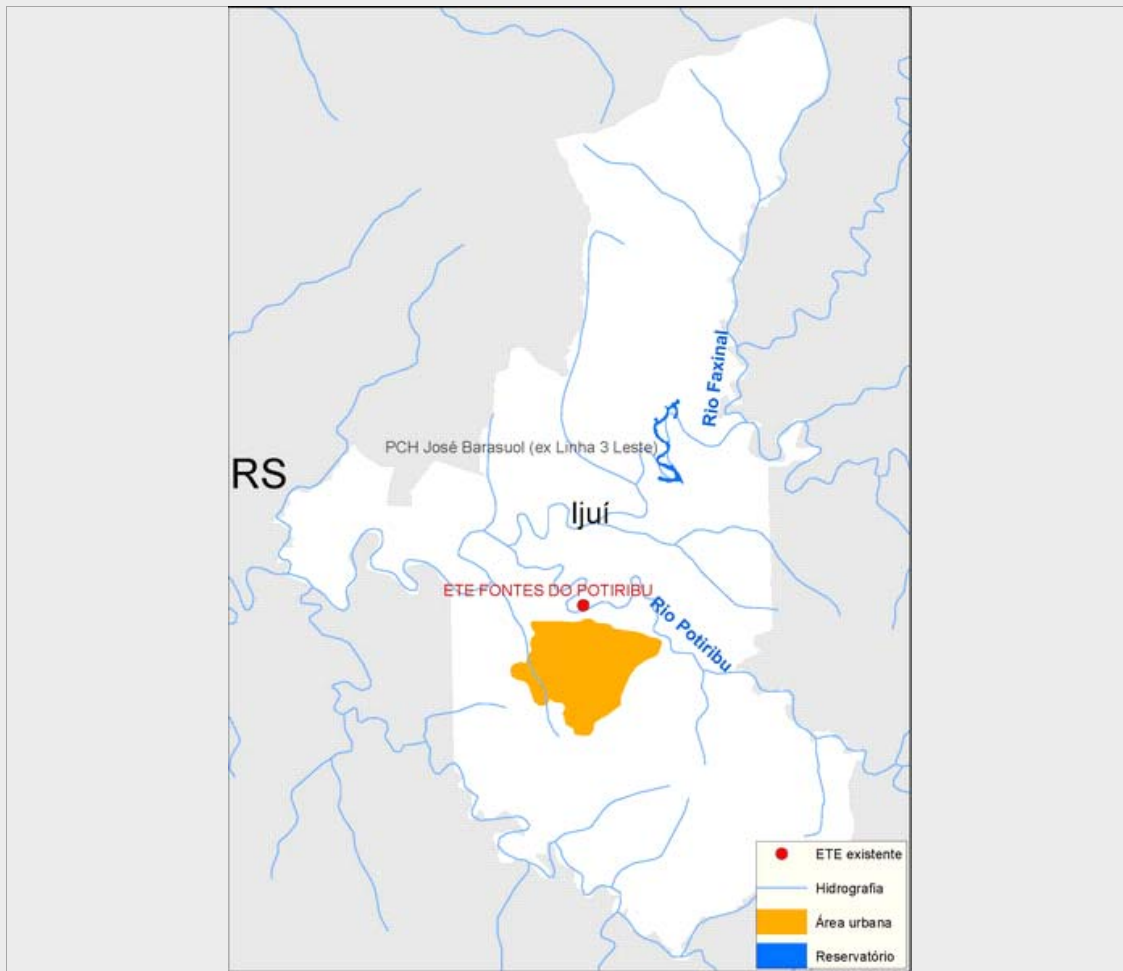 Rio Faxinal
PCH José Barasuol (ex Linha 3 Leste)
RS
Ijuí
ETE FONTES DO POTIRIBU
Rio Potiribu
ETE existente
Hidrografia
Área urbana
Reservatório